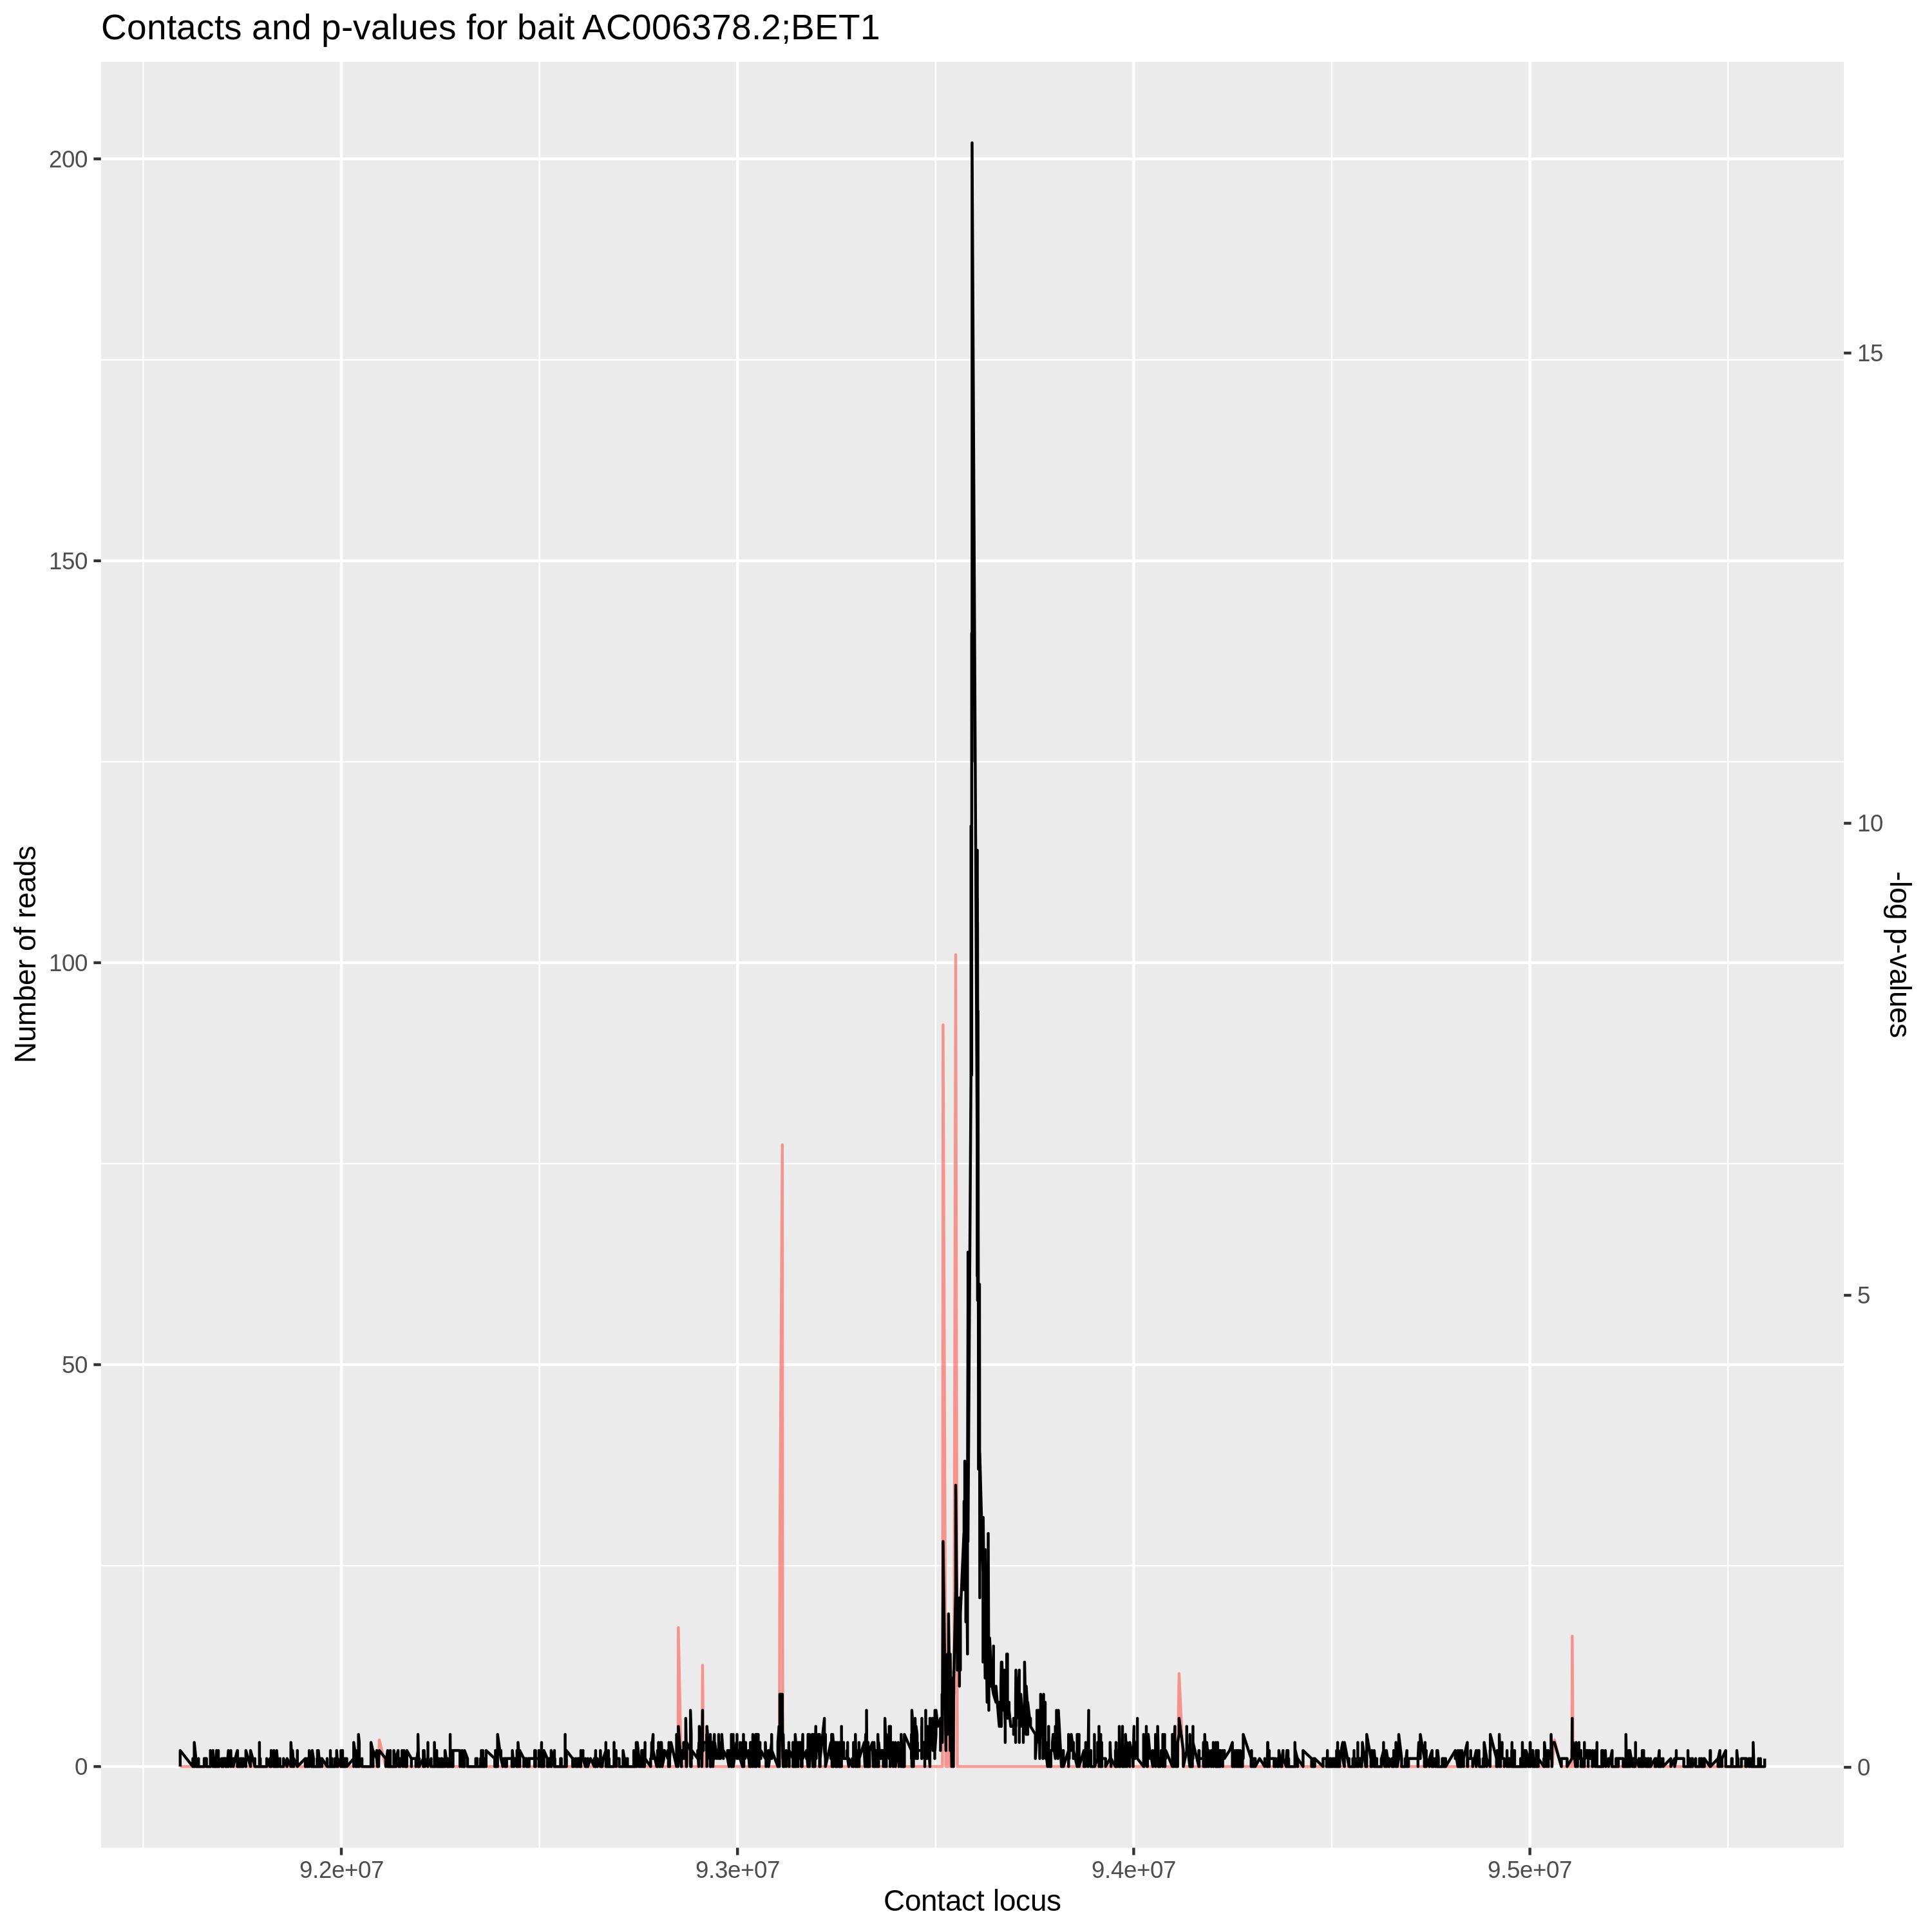 Contacts and p-values for bait AC006378.2;BET1
200
150
100
50
0
Number of reads
15
10
5
0
-log p-values
9.2e+07
9.3e+07
9.4e+07
9.5e+07
Contact locus